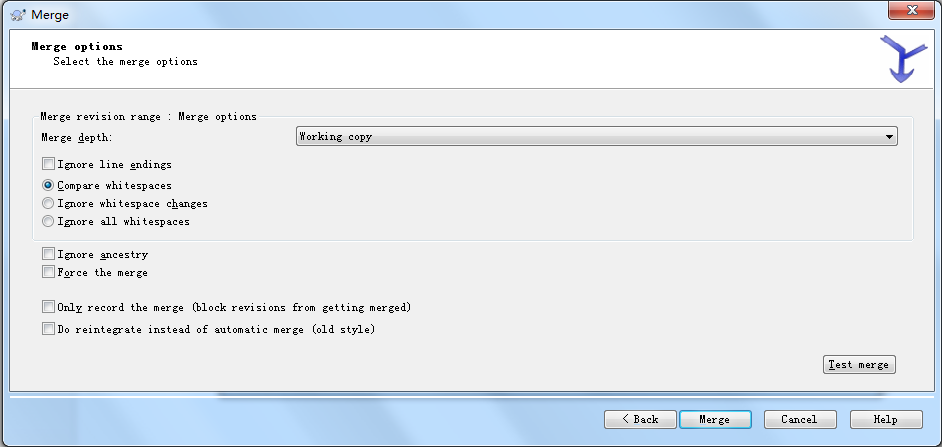 Merge
Merge options
Select the merge options
Merge revision range : Merge options
Merge depth:
Working copy
Ignore line endings
Compare whitespaces
Ignore whitespace changes
Ignore all whitespaces
Ignore ancestry
Force the merge
Only record the merge (block revisions from getting merged)
Do reintegrate instead of automatic merge (old style)
Test merge
< Back
Merge
Cancel
Help